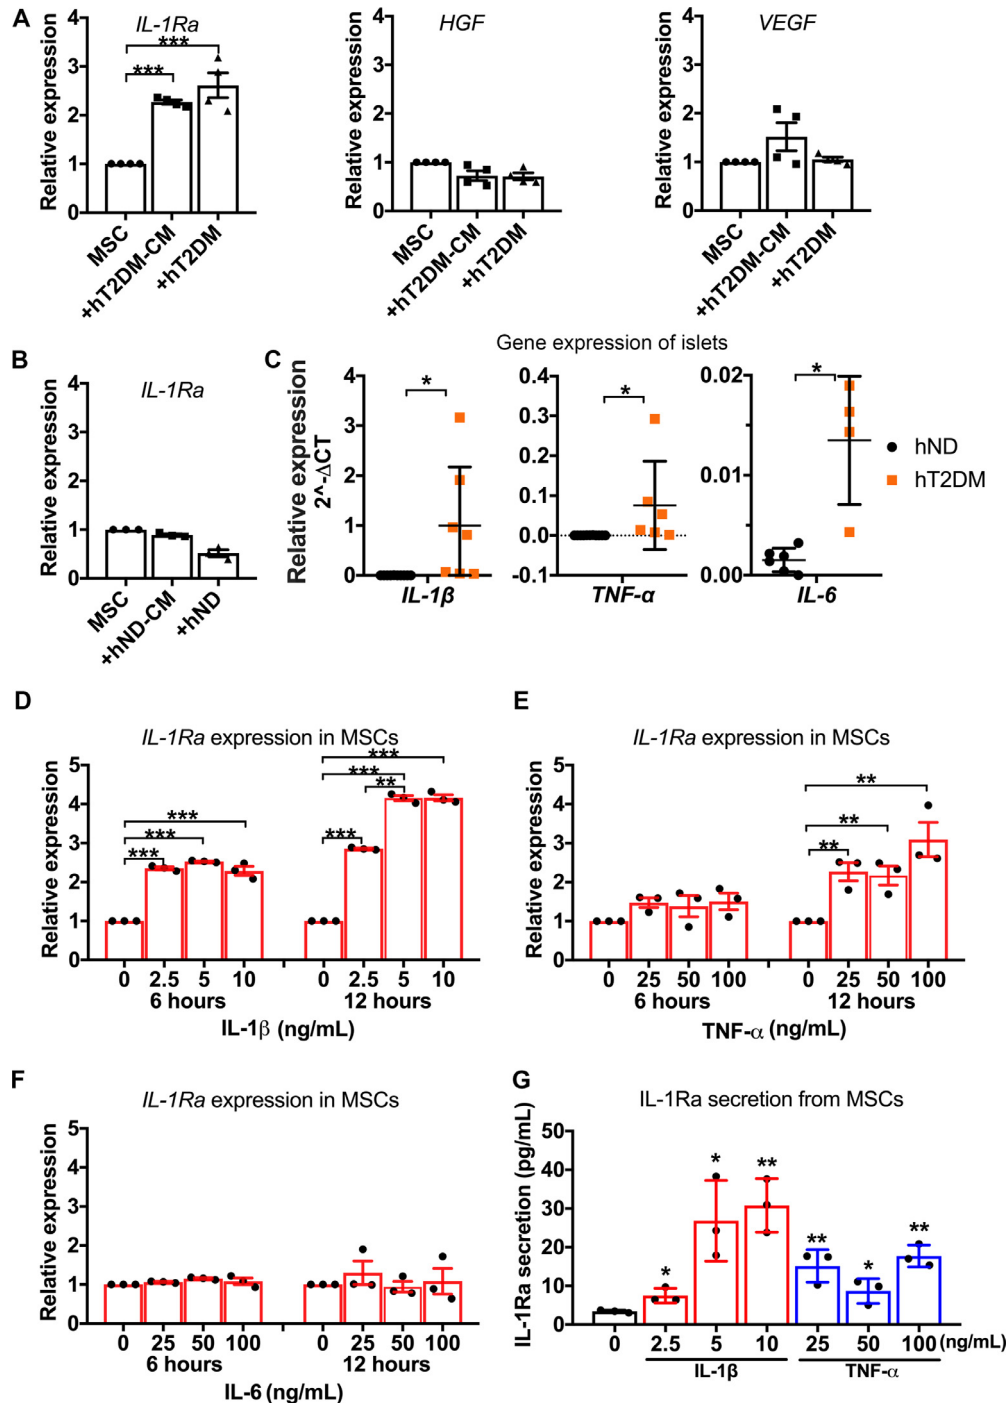 A
IL-1Ra
HGF
VEGF
Relative expression
4
3
2
1
0
***
***
MSC
+hT2DM-CM
+hT2DM
Relative expression
4
3
2
1
0
MSC
+hT2DM-CM
+hT2DM
Relative expression
4
3
2
1
0
MSC
+hT2DM-CM
+hT2DM
B
IL-1Ra
Relative expression
4
3
2
1
0
MSC
+hND-CM
+hND
C
Gene expression of islets
Relative expression
2^-ΔCT
4
3
2
1
0
*
IL-1β
0.4
0.3
0.2
0.1
0.0
-0.1
*
TNF-α
0.02
0.01
0.00
*
IL-6
hND
hT2DM
D
IL-1Ra expression in MSCs
Relative expression
5
4
3
2
1
0
***
***
***
***
***
**
***
0 2.5 5 10 0 2.5 5 10
6 hours 12 hours
IL-1β (ng/mL)
E
IL-1Ra expression in MSCs
Relative expression
5
4
3
2
1
0
**
**
**
0 25 50 100 0 25 50 100
6 hours 12 hours
TNF-α (ng/mL)
F
IL-1Ra expression in MSCs
Relative expression
5
4
3
2
1
0
0 25 50 100 0 25 50 100
6 hours 12 hours
IL-6 (ng/mL)
G
IL-1Ra secretion from MSCs
IL-1Ra secretion (pg/mL)
50
40
30
20
10
0
*
*
**
**
*
**
0 2.5 5 10 25 50 100 (ng/mL)
IL-1β TNF-α